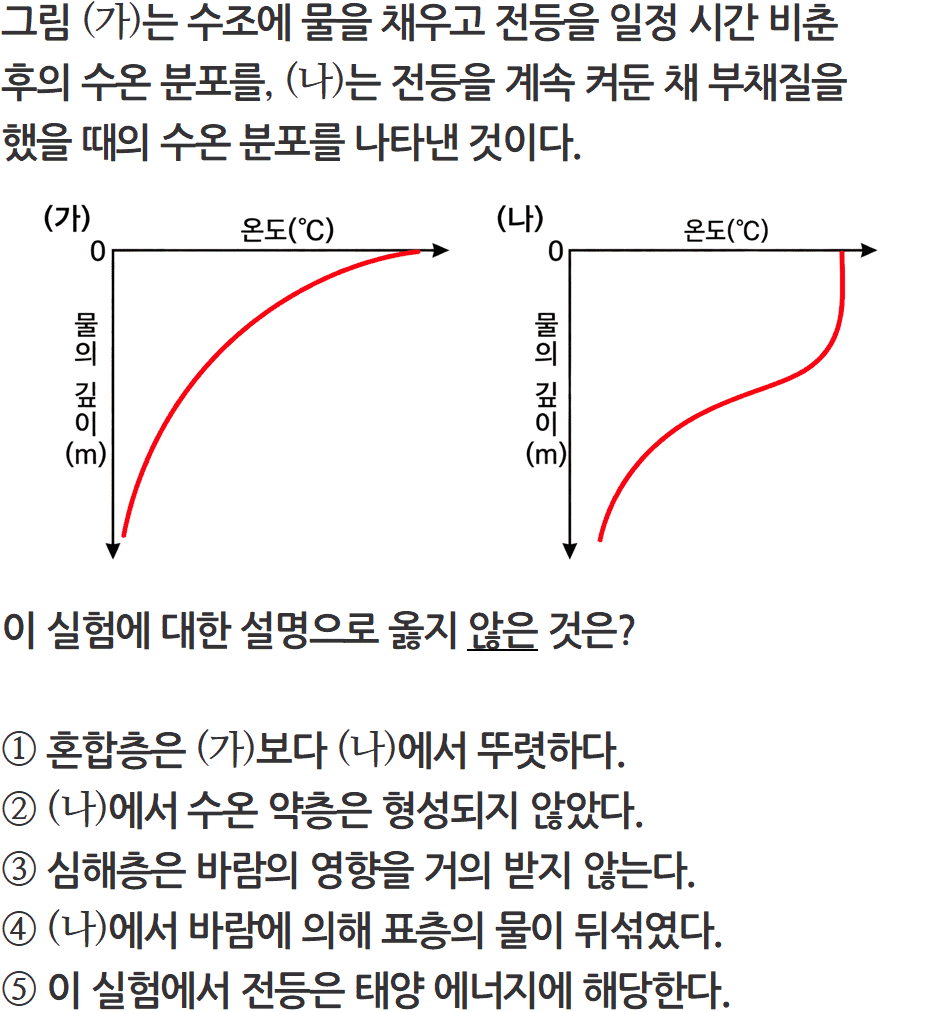 그림 (가)는 수조에 물을 채우고 전등을 일정 시간 비춘
후의 수온 분포를, (나)는 전등을 계속 켜둔 채 부채질을
했을 때의 수온 분포를 나타낸 것이다.
(가)
온도(℃)
0
물의 깊이(m)
(나)
온도(℃)
0
물의 깊이(m)
이 실험에 대한 설명으로 옳지 않은 것은?
① 혼합층은 (가)보다 (나)에서 뚜렷하다.
② (나)에서 수온 약층은 형성되지 않았다.
③ 심해층은 바람의 영향을 거의 받지 않는다.
④ (나)에서 바람에 의해 표층의 물이 뒤섞였다.
⑤ 이 실험에서 전등은 태양 에너지에 해당한다.